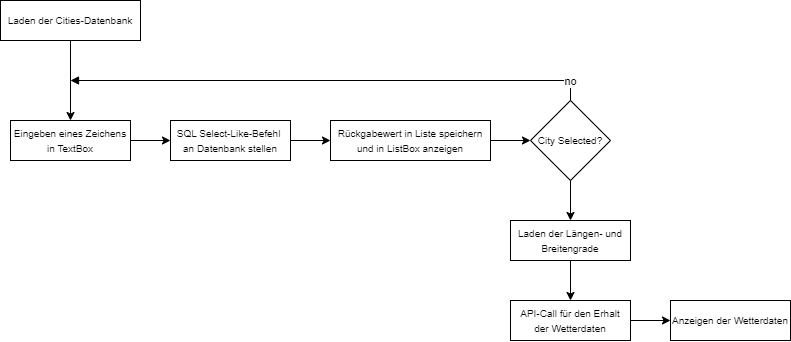 Laden der Cities-Datenbank
no
Eingeben eines Zeichens
in TextBox
SQL Select-Like-Befehl
an Datenbank stellen
Rückgabewert in Liste speichern
und in ListBox anzeigen
City Selected?
Laden der Längen- und
Breitengrade
API-Call für den Erhalt
der Wetterdaten
Anzeigen der Wetterdaten